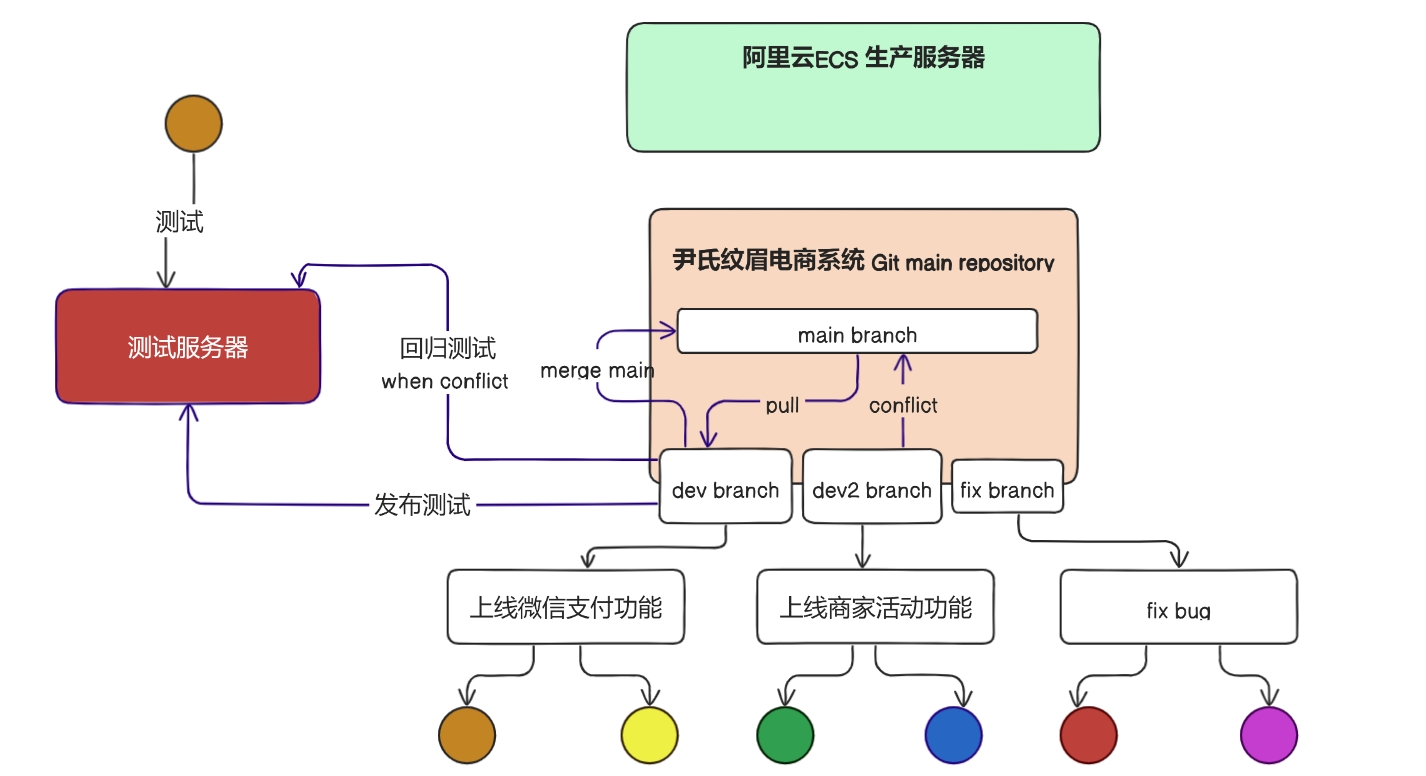 阿里云ECS 生产服务器
测试
尹氏纹眉电商系统 Git main repository
测试服务器
main branch
回归测试
when conflict
merge main
pull
conflict
dev branch
dev2 branch
fix branch
发布测试
上线微信支付功能
上线商家活动功能
fix bug